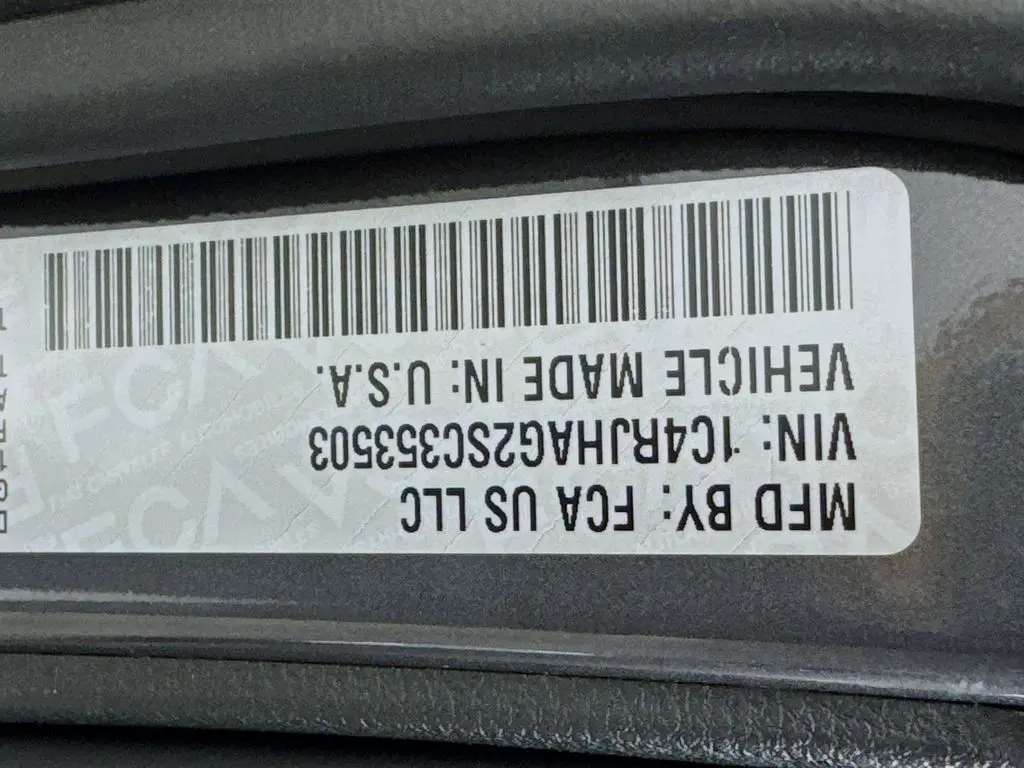 MFD BY: FCA US LLC
VIN: 1C4RJHAG2SC353503
VEHICLE MADE IN: U.S.A.